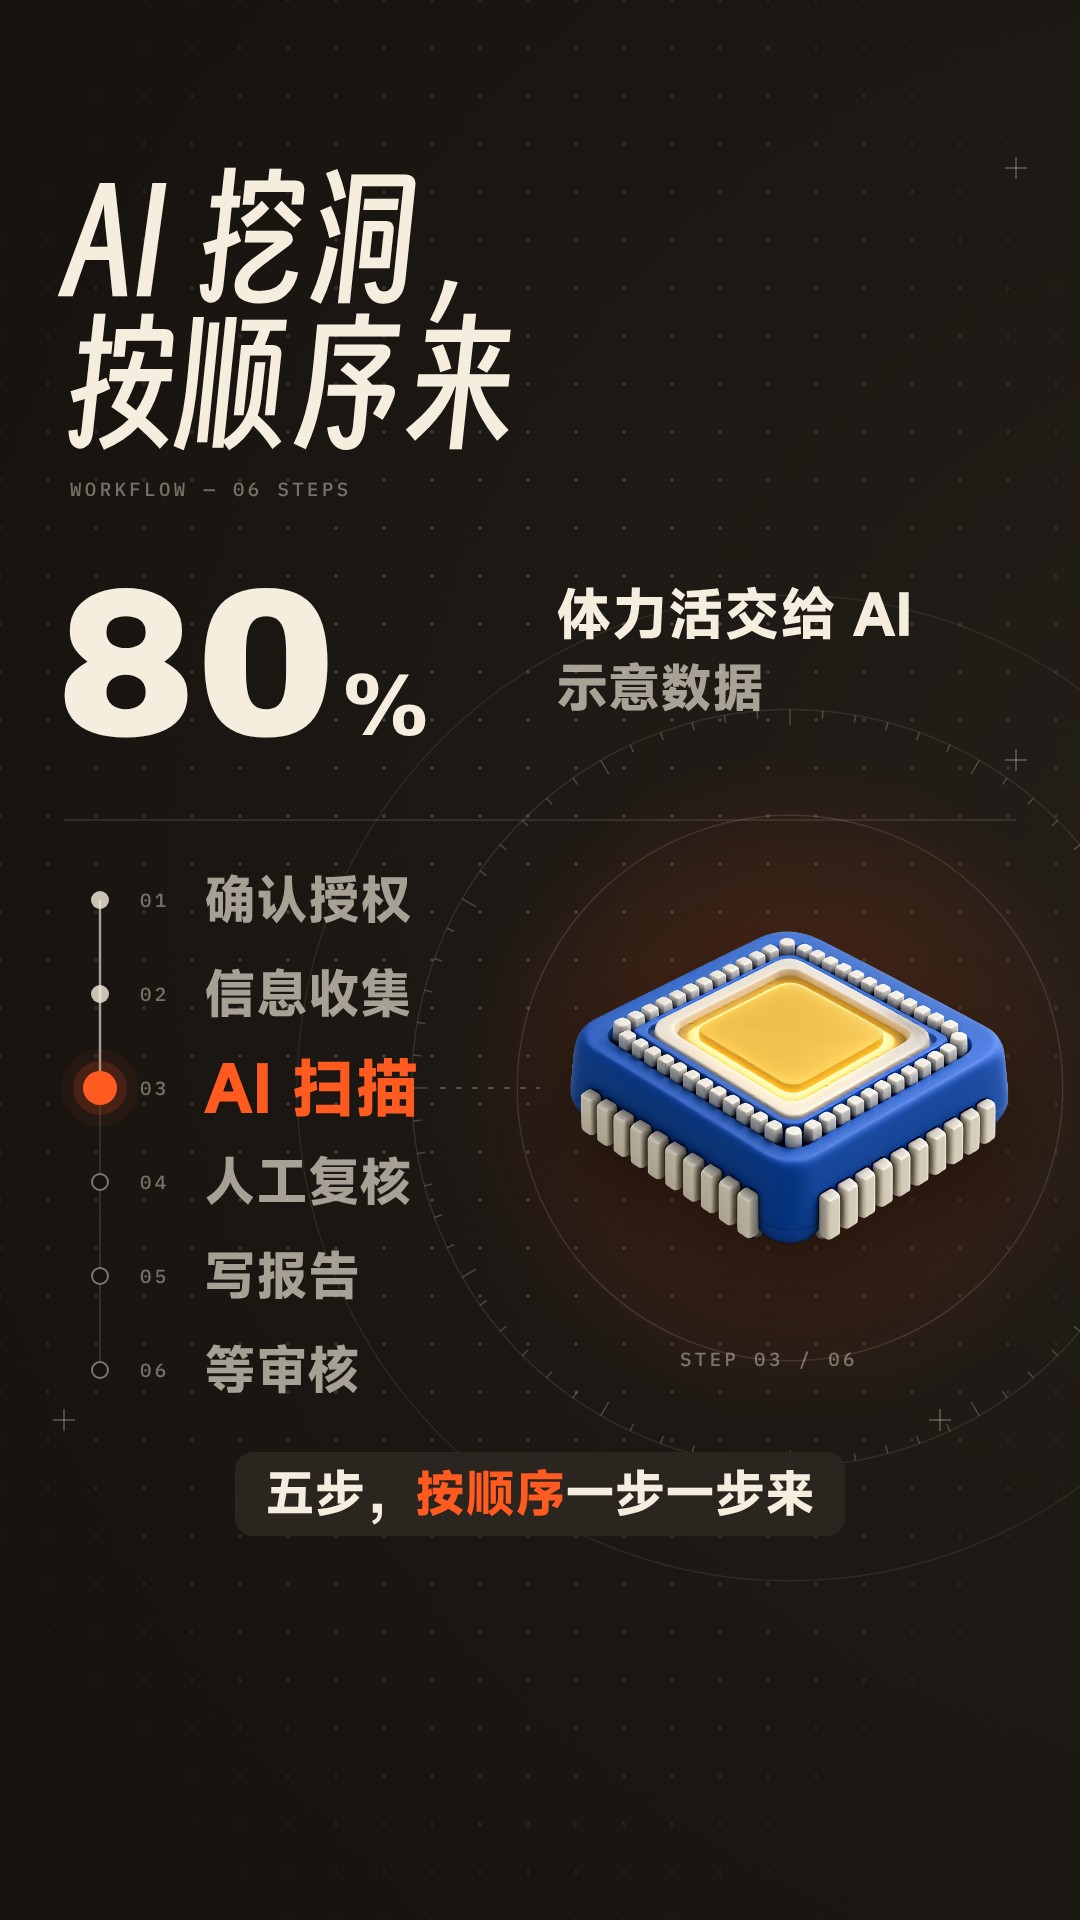 AI 挖洞,
按顺序来
WORKFLOW — 06 STEPS
80%
体力活交给 AI
示意数据
01 确认授权
02 信息收集
03 AI 扫描
04 人工复核
05 写报告
06 等审核
STEP 03 / 06
五步，按顺序一步一步来